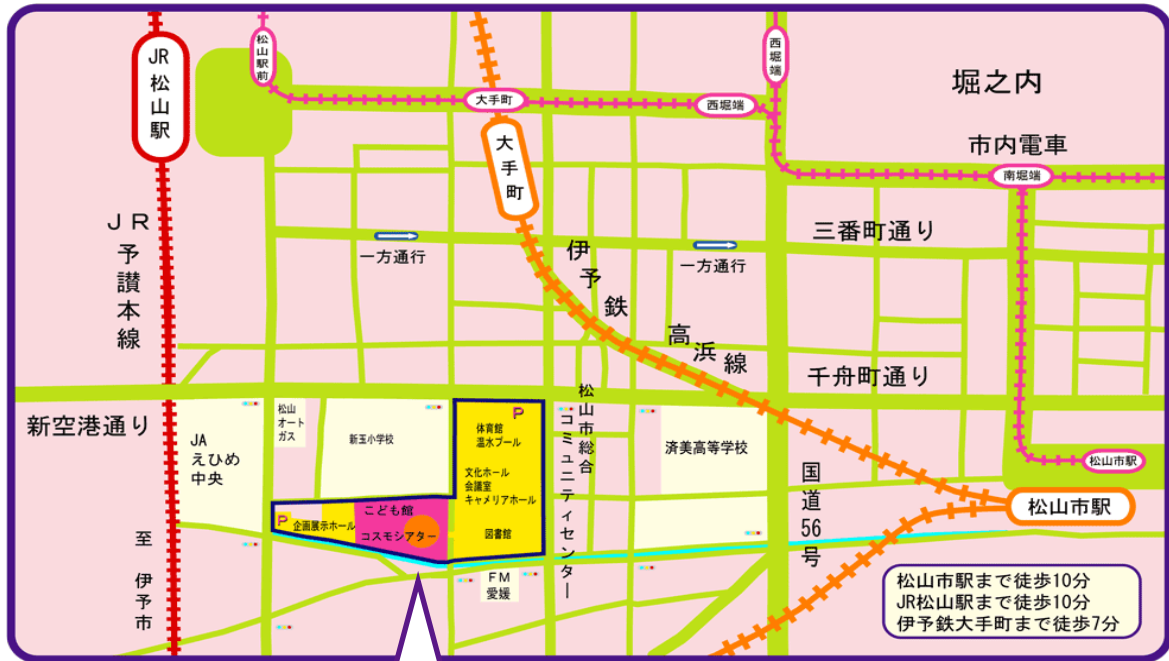 JR松山駅
松山駅前
大手町
西堀端
西堀端
堀之内
市内電車
南堀端
大手町
JR予讃本線
一方通行
伊予鉄高浜線
一方通行
三番町通り
千舟町通り
新空港通り
JA
えひめ
中央
松山
オート
ガス
新玉小学校
P
体育館
温水プール
文化ホール
会議室
キャメリアホール
図書館
松山市総合
コミュニティセンター
済美高等学校
国道56号
松山市駅
松山市駅
P
企画展示ホール
こども館
コスモシアター
至 伊予市
FM
愛媛
松山市駅まで徒歩10分
JR松山駅まで徒歩10分
伊予鉄大手町まで徒歩7分